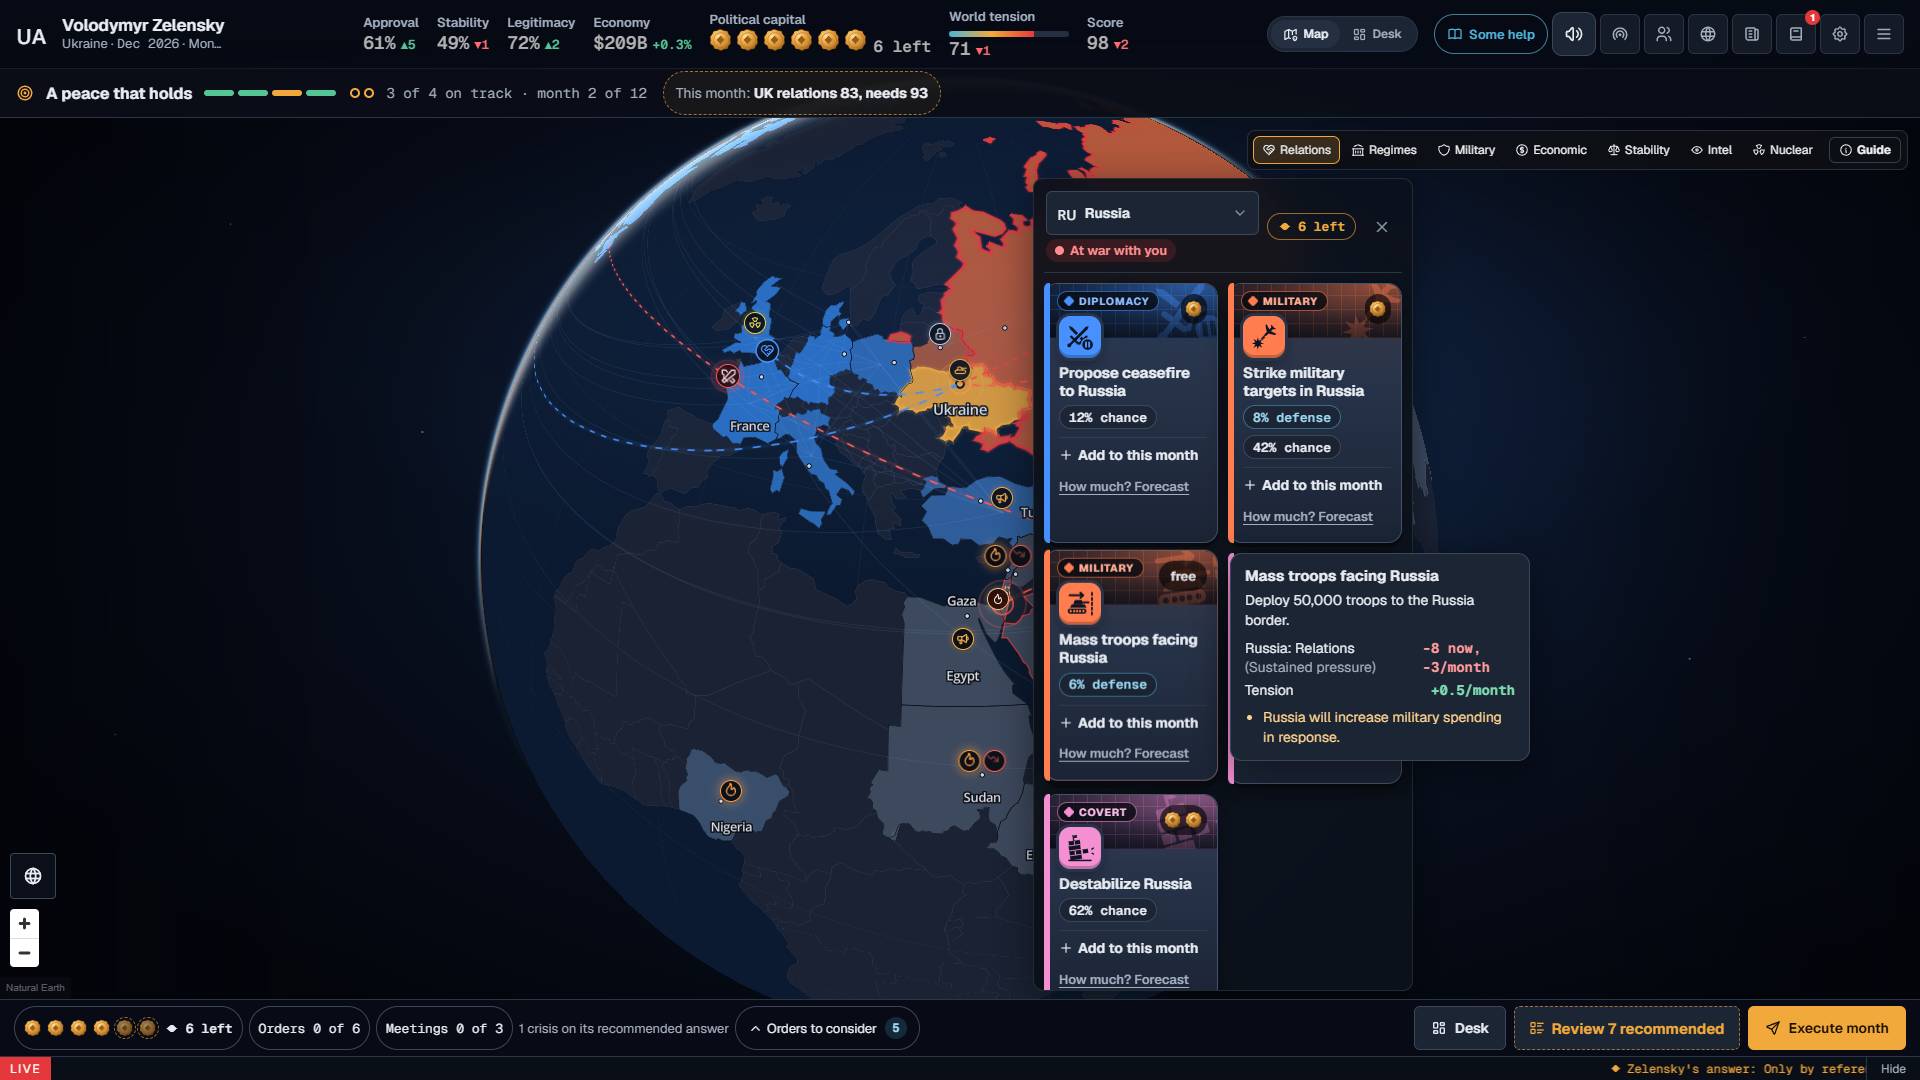 UA
Volodymyr Zelensky
Ukraine · Dec 2026 · Mon...
Approval
61% ▲5
Stability
49% ▼1
Legitimacy
72% ▲2
Economy
$209B +0.3%
Political capital
6 left
World tension
71 ▼1
Score
98 ▼2
Map
Desk
Some help
1
A peace that holds
3 of 4 on track · month 2 of 12
This month: UK relations 83, needs 93
Relations
Regimes
Military
Economic
Stability
Intel
Nuclear
Guide
RU Russia
6 left
At war with you
DIPLOMACY
Propose ceasefire
to Russia
12% chance
+ Add to this month
How much? Forecast
MILITARY
Strike military
targets in Russia
8% defense
42% chance
+ Add to this month
How much? Forecast
MILITARY
free
Mass troops facing
Russia
6% defense
+ Add to this month
How much? Forecast
Mass troops facing Russia
Deploy 50,000 troops to the Russia
border.
Russia: Relations -8 now,
(Sustained pressure) -3/month
Tension +0.5/month
• Russia will increase military spending
in response.
COVERT
Destabilize Russia
62% chance
+ Add to this month
How much? Forecast
Ukraine
France
Tu
Gaza
Egypt
Sudan
Nigeria
E
+
−
Natural Earth
6 left
Orders 0 of 6
Meetings 0 of 3
1 crisis on its recommended answer
Orders to consider 5
Desk
Review 7 recommended
Execute month
LIVE
Zelensky's answer: Only by refere
Hide